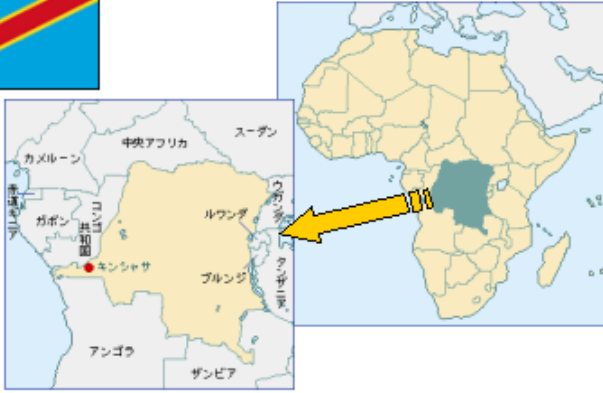 スーダン
中央アフリカ
カメルーン
赤道ギニア
ガボン
コンゴ
共和国
ウガンダ
ルワンダ
キンシャサ
ブルンジ
タンザニア
アンゴラ
ザンビア